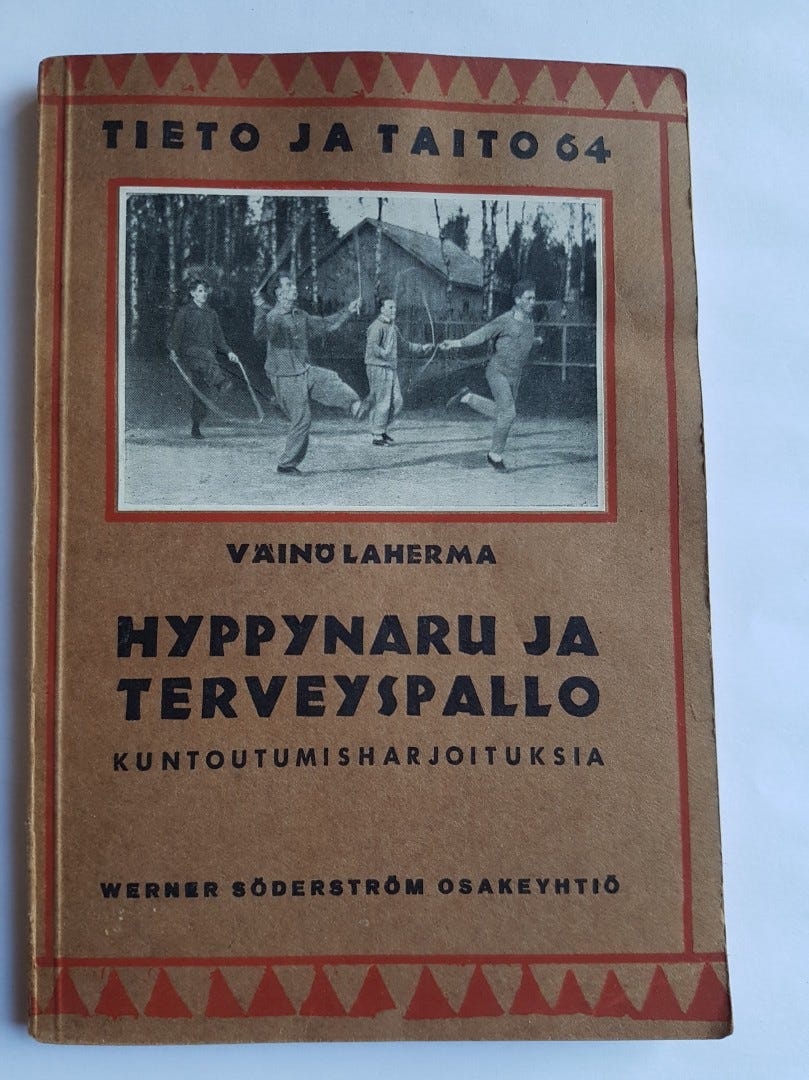 TIETO JA TAITO 64
VÄINÖ LAHERMA
HYPPYNARU JA
TERVEYSPALLO
KUNTOUTUMISHARJOITUKSIA
WERNER SÖDERSTRÖM OSAKEYHTIÖ